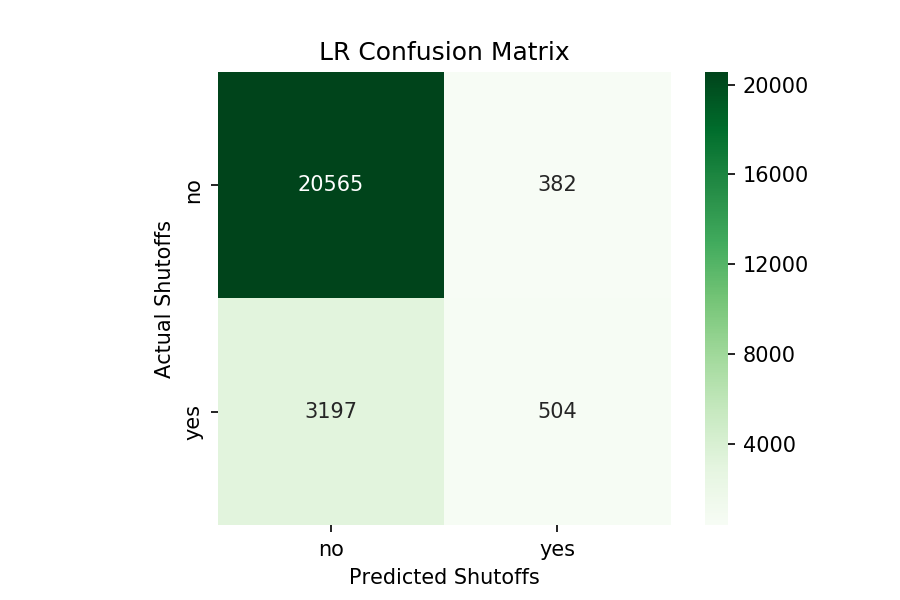 LR Confusion Matrix
Actual Shutoffs
no
yes
20565
382
3197
504
no
yes
Predicted Shutoffs
20000
16000
12000
8000
4000